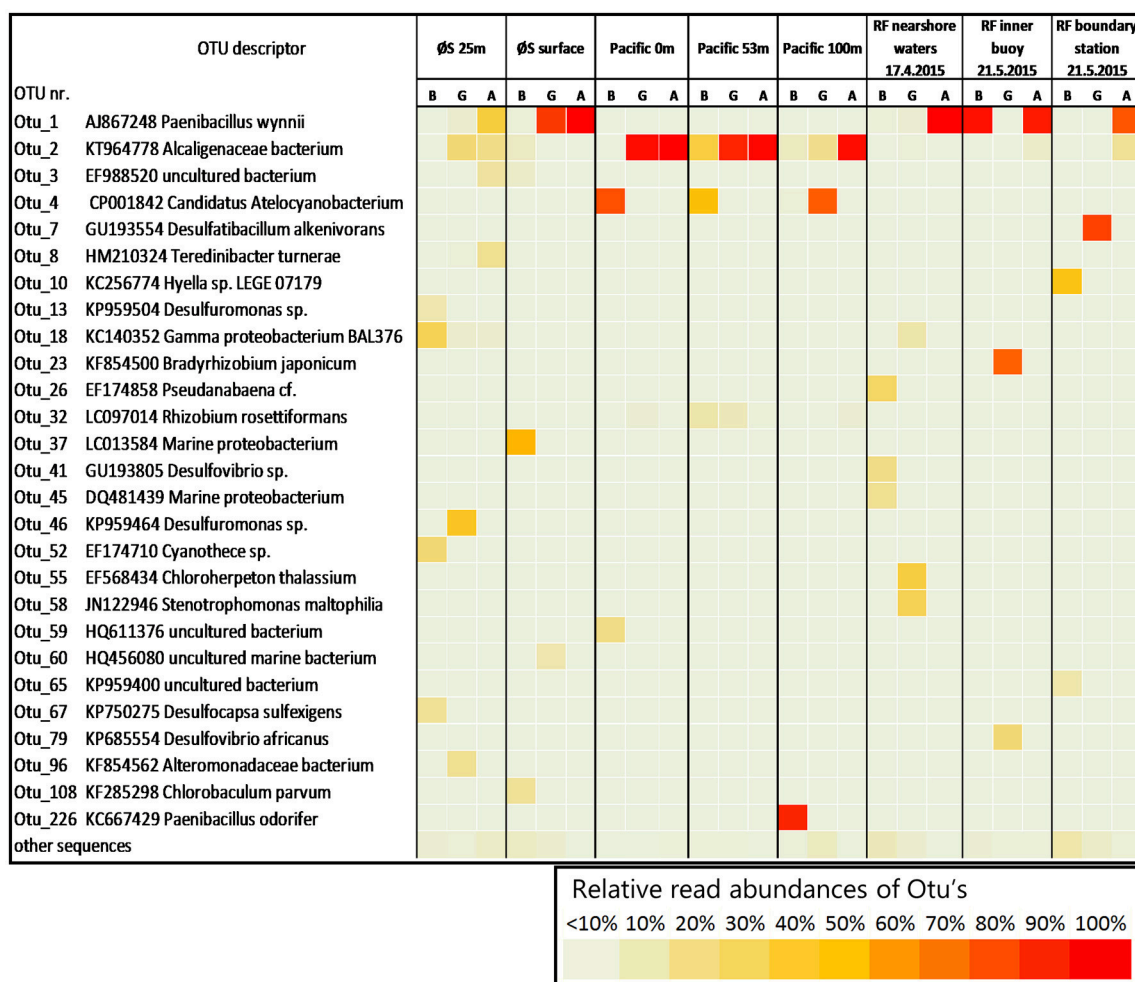 OTU descriptor ØS 25m ØS surface Pacific 0m Pacific 53m Pacific 100m RF nearshore waters 17.4.2015 RF inner buoy 21.5.2015 RF boundary station 21.5.2015
OTU nr. B G A B G A B G A B G A B G A B G A B G A B G A
Otu_1 AJ867248 Paenibacillus wynnii
Otu_2 KT964778 Alcaligenaceae bacterium
Otu_3 EF988520 uncultured bacterium
Otu_4 CP001842 Candidatus Atelocyanobacterium
Otu_7 GU193554 Desulfatibacillum alkenivorans
Otu_8 HM210324 Teredinibacter turnerae
Otu_10 KC256774 Hyella sp. LEGE 07179
Otu_13 KP959504 Desulfuromonas sp.
Otu_18 KC140352 Gamma proteobacterium BAL376
Otu_23 KF854500 Bradyrhizobium japonicum
Otu_26 EF174858 Pseudanabaena cf.
Otu_32 LC097014 Rhizobium rosettiformans
Otu_37 LC013584 Marine proteobacterium
Otu_41 GU193805 Desulfovibrio sp.
Otu_45 DQ481439 Marine proteobacterium
Otu_46 KP959464 Desulfuromonas sp.
Otu_52 EF174710 Cyanothece sp.
Otu_55 EF568434 Chloroherpeton thalassium
Otu_58 JN122946 Stenotrophomonas maltophilia
Otu_59 HQ611376 uncultured bacterium
Otu_60 HQ456080 uncultured marine bacterium
Otu_65 KP959400 uncultured bacterium
Otu_67 KP750275 Desulfocapsa sulfexigens
Otu_79 KP685554 Desulfovibrio africanus
Otu_96 KF854562 Alteromonadaceae bacterium
Otu_108 KF285298 Chlorobaculum parvum
Otu_226 KC667429 Paenibacillus odorifer
other sequences
Relative read abundances of Otu's
<10% 10% 20% 30% 40% 50% 60% 70% 80% 90% 100%